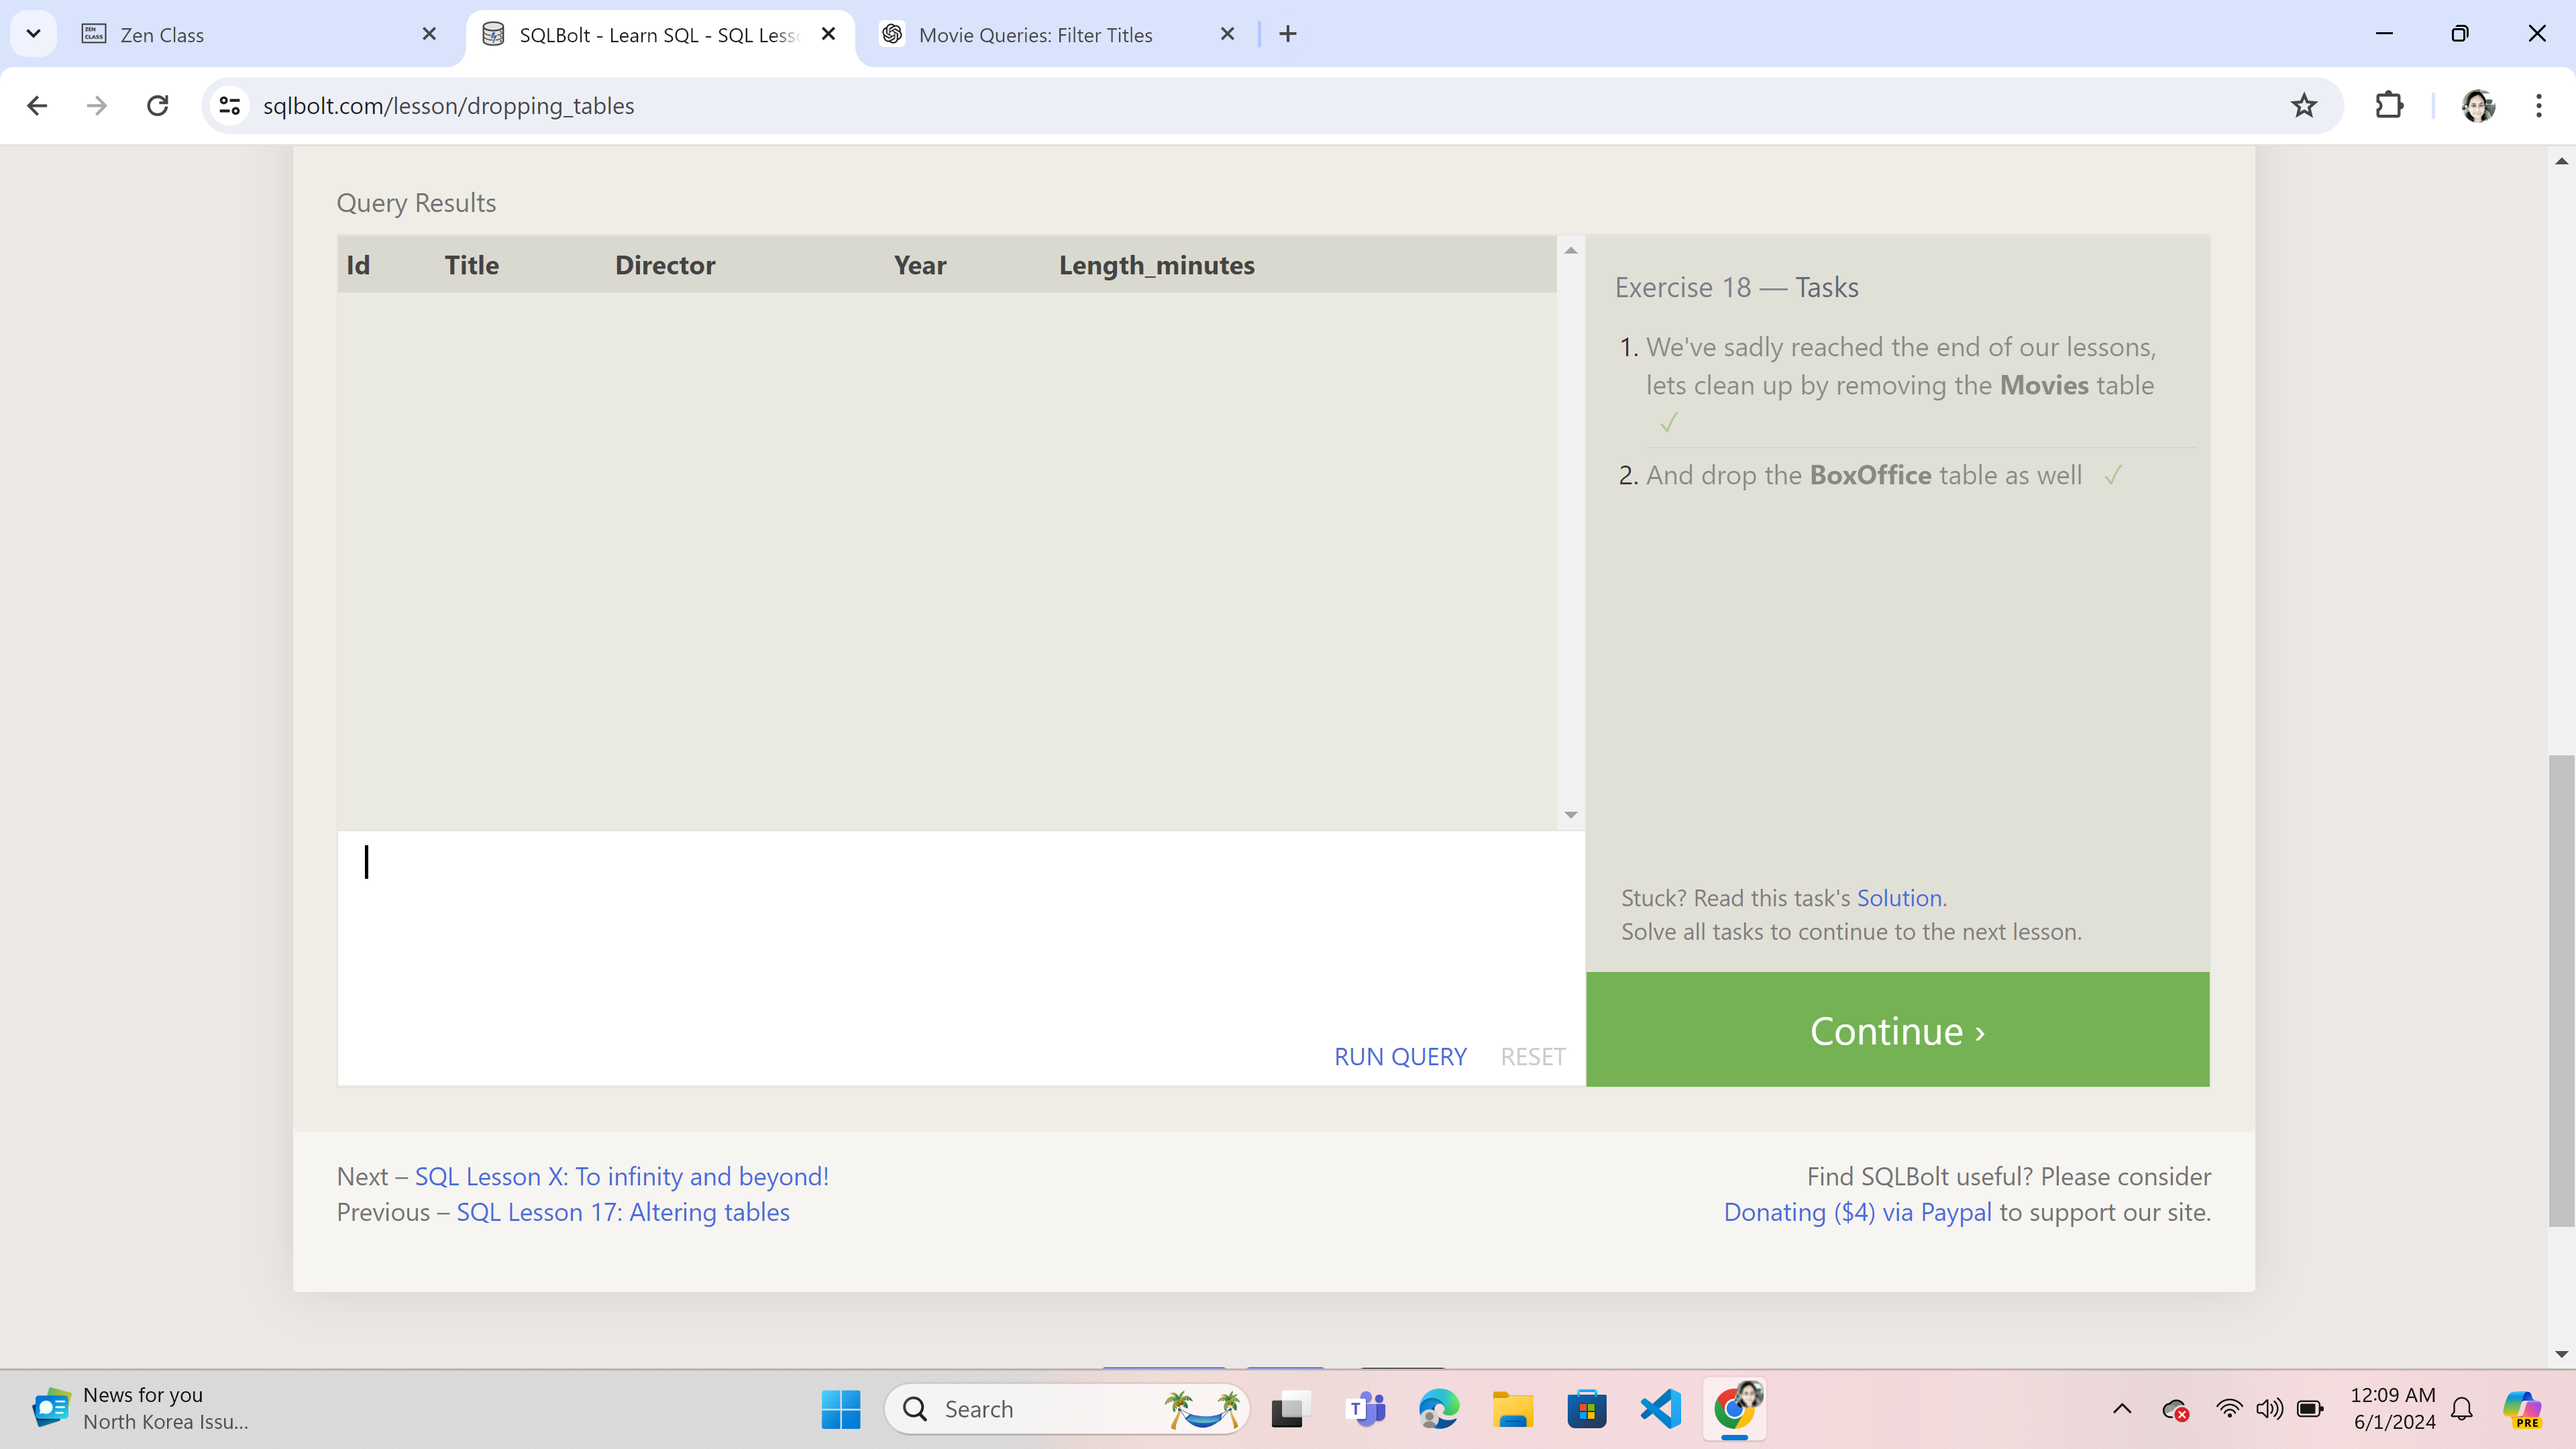 Zen Class
SQLBolt - Learn SQL - SQL Less
Movie Queries: Filter Titles
sqlbolt.com/lesson/dropping_tables
Query Results
Id Title Director Year Length_minutes
Exercise 18 — Tasks
1. We've sadly reached the end of our lessons,
lets clean up by removing the Movies table
✓
2. And drop the BoxOffice table as well ✓
Stuck? Read this task's Solution.
Solve all tasks to continue to the next lesson.
RUN QUERY RESET
Continue ›
Next – SQL Lesson X: To infinity and beyond!
Previous – SQL Lesson 17: Altering tables
Find SQLBolt useful? Please consider
Donating ($4) via Paypal to support our site.
News for you
North Korea Issu...
Search
12:09 AM
6/1/2024
PRE